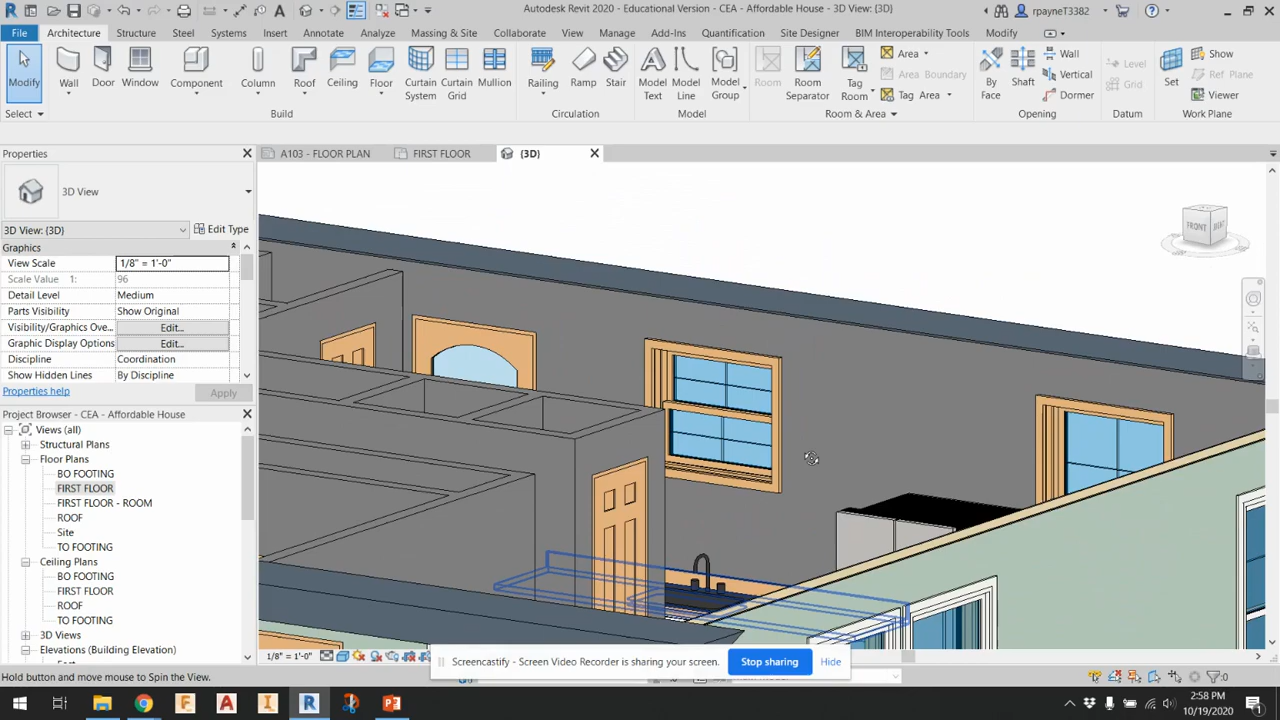 Autodesk Revit 2020 - Educational Version - CEA - Affordable House - 3D View: {3D}
rpayneT3382
File Architecture Structure Steel Systems Insert Annotate Analyze Massing & Site Collaborate View Manage Add-Ins Quantification Site Designer BIM Interoperability Tools Modify
Modify Wall Door Window Component Column Roof Ceiling Floor Curtain System Curtain Grid Mullion Railing Ramp Stair Model Text Model Line Model Group Room Room Separator Tag Room By Face Shaft Set
Area Wall Level Show
Area Boundary Vertical Grid Ref Plane
Tag Area Dormer Viewer
Select Build Circulation Model Room & Area Opening Datum Work Plane
Properties
A103 - FLOOR PLAN FIRST FLOOR {3D}
3D View
FRONT
3D View: {3D} Edit Type
Graphics
View Scale 1/8" = 1'-0"
Scale Value 1: 96
Detail Level Medium
Parts Visibility Show Original
Visibility/Graphics Ove... Edit...
Graphic Display Options Edit...
Discipline Coordination
Show Hidden Lines By Discipline
Properties help Apply
Project Browser - CEA - Affordable House
Views (all)
Structural Plans
Floor Plans
BO FOOTING
FIRST FLOOR
FIRST FLOOR - ROOM
ROOF
Site
TO FOOTING
Ceiling Plans
BO FOOTING
FIRST FLOOR
ROOF
TO FOOTING
3D Views
Elevations (Building Elevation)
1/8" = 1'-0"
Screencastify - Screen Video Recorder is sharing your screen. Stop sharing Hide
Hold button and move mouse to Spin the View.
:0
2:58 PM
10/19/2020